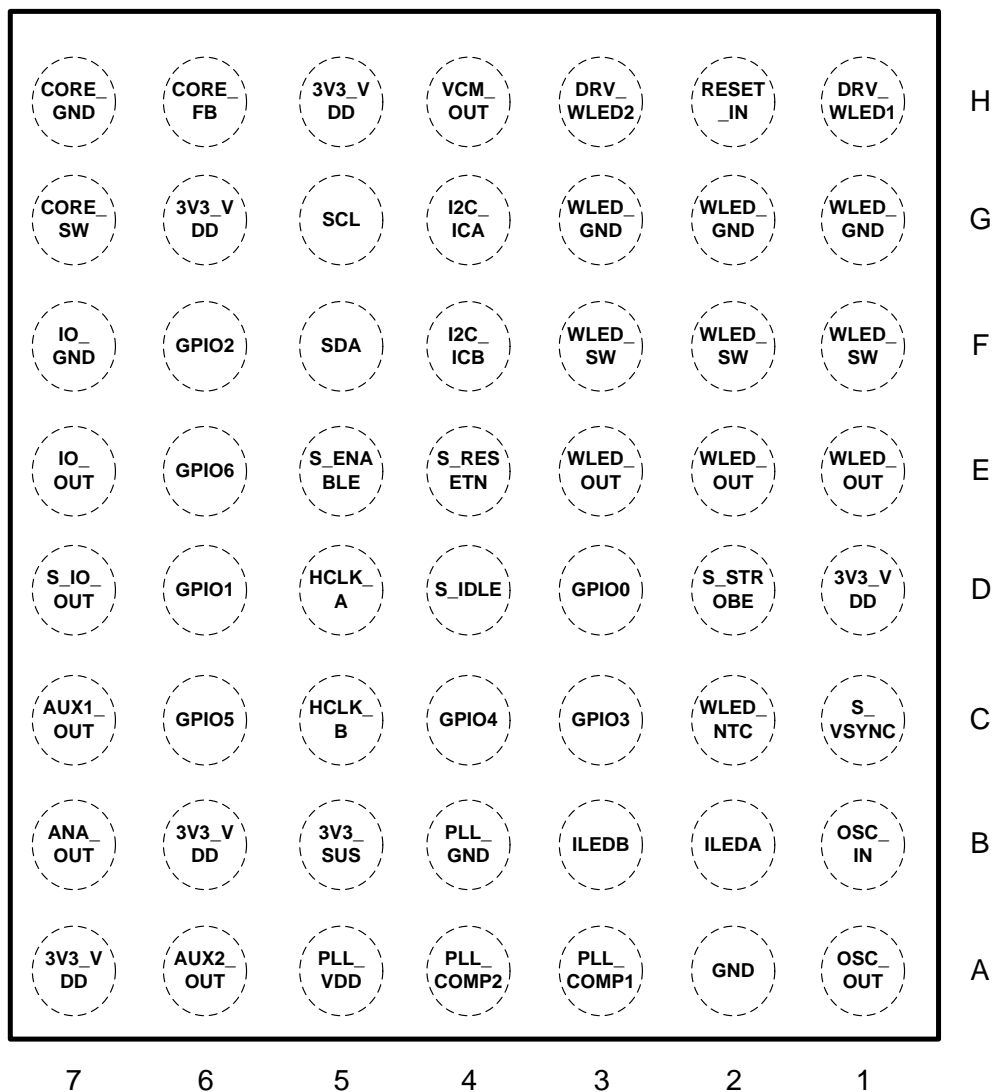 CORE_ CORE_ 3V3_V VCM_ DRV_ RESET DRV_
GND FB DD OUT WLED2 _IN WLED1 H
CORE_ 3V3_V SCL I2C_ WLED_ WLED_ WLED_
SW DD ICA GND GND GND G
IO_ GPIO2 SDA I2C_ WLED_ WLED_ WLED_
GND ICB SW SW SW F
IO_ GPIO6 S_ENA S_RES WLED_ WLED_ WLED_
OUT BLE ETN OUT OUT OUT E
S_IO_ GPIO1 HCLK_ S_IDLE GPIO0 S_STR 3V3_V
OUT A OBE DD D
AUX1_ GPIO5 HCLK_ GPIO4 GPIO3 WLED_ S_
OUT B NTC VSYNC C
ANA_ 3V3_V 3V3_ PLL_ ILEDB ILEDA OSC_
OUT DD SUS GND IN B
3V3_V AUX2_ PLL_ PLL_ PLL_ GND OSC_
DD OUT VDD COMP2 COMP1 OUT A
7 6 5 4 3 2 1